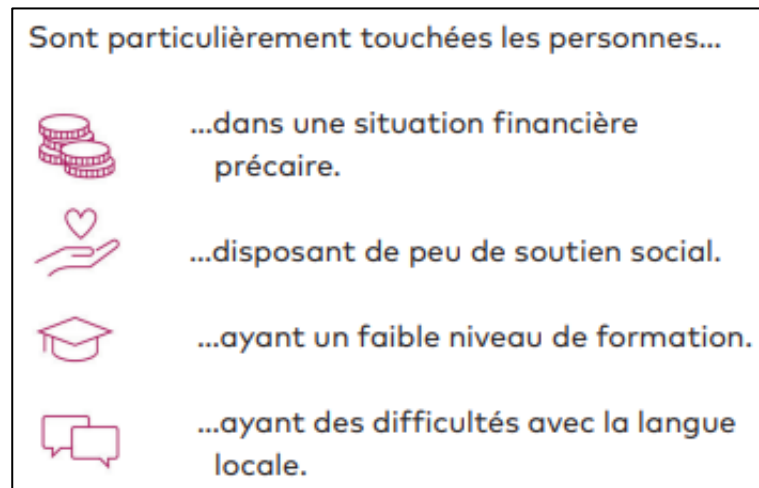 Sont particulièrement touchées les personnes...
...dans une situation financière
précaire.
...disposant de peu de soutien social.
...ayant un faible niveau de formation.
...ayant des difficultés avec la langue
locale.